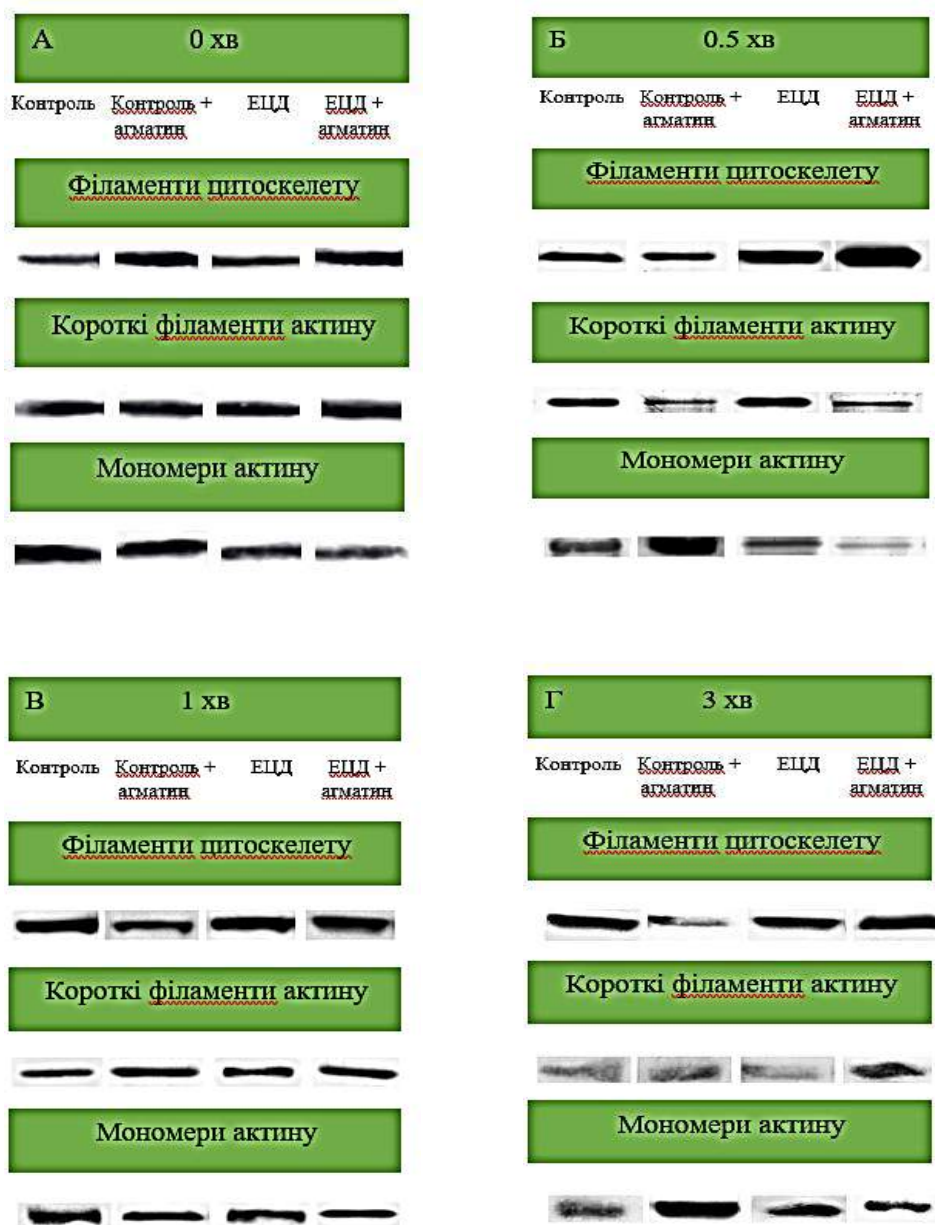 А 0 хв
Контроль Контроль + агматин ЕЦД ЕЦД + агматин
Філаменти цитоскелету
Короткі філаменти актину
Мономери актину
Б 0.5 хв
Контроль Контроль + агматин ЕЦД ЕЦД + агматин
Філаменти цитоскелету
Короткі філаменти актину
Мономери актину
В 1 хв
Контроль Контроль + агматин ЕЦД ЕЦД + агматин
Філаменти цитоскелету
Короткі філаменти актину
Мономери актину
Г 3 хв
Контроль Контроль + агматин ЕЦД ЕЦД + агматин
Філаменти цитоскелету
Короткі філаменти актину
Мономери актину